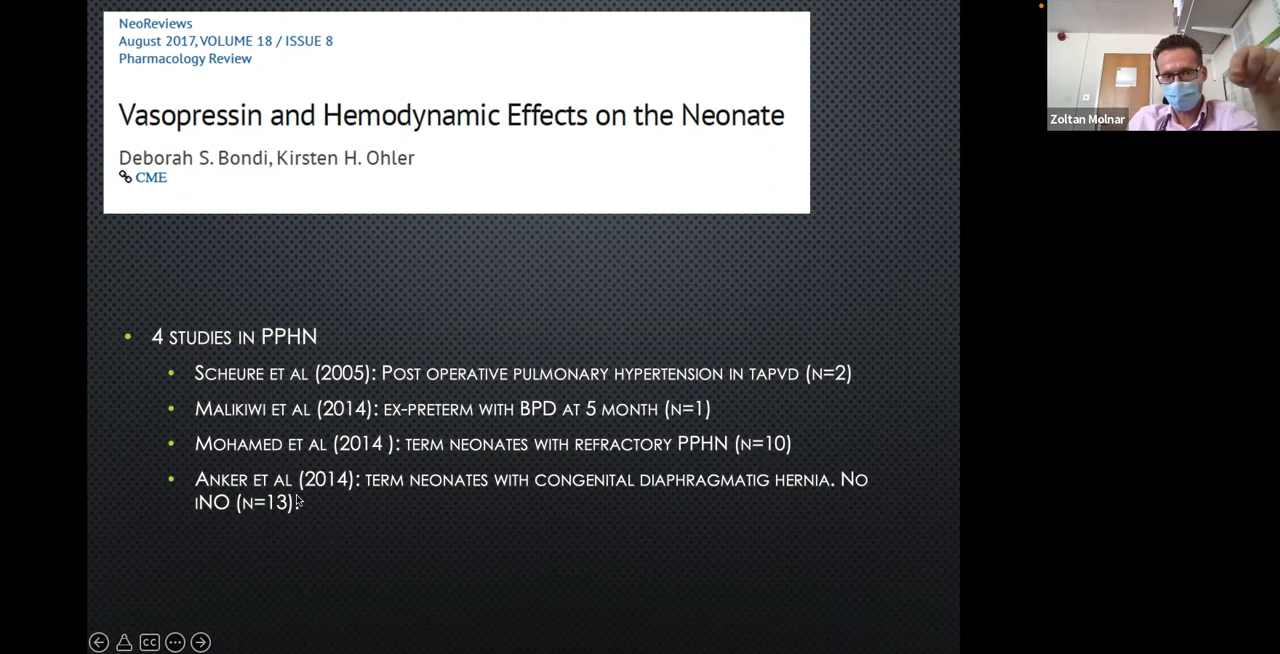 NeoReviews
August 2017, VOLUME 18 / ISSUE 8
Pharmacology Review
Vasopressin and Hemodynamic Effects on the Neonate
Deborah S. Bondi, Kirsten H. Ohler
CME
4 STUDIES IN PPHN
SCHEURE ET AL (2005): POST OPERATIVE PULMONARY HYPERTENSION IN TAPVD (N=2)
MALIKIWI ET AL (2014): EX-PRETERM WITH BPD AT 5 MONTH (N=1)
MOHAMED ET AL (2014 ): TERM NEONATES WITH REFRACTORY PPHN (N=10)
ANKER ET AL (2014): TERM NEONATES WITH CONGENITAL DIAPHRAGMATIG HERNIA. NO
INO (N=13).
Zoltan Molnar
CC